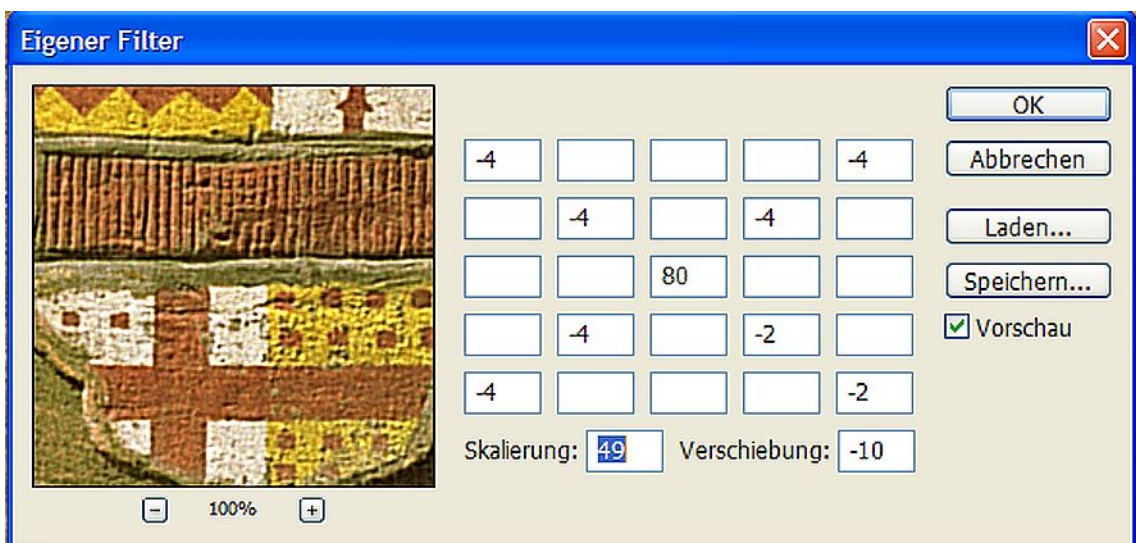 Eigener Filter
OK
-4 -4 Abbrechen
-4 -4 Laden...
80 Speichern...
-4 -2 Vorschau
-4 -2
Skalierung: 49 Verschiebung: -10
100%